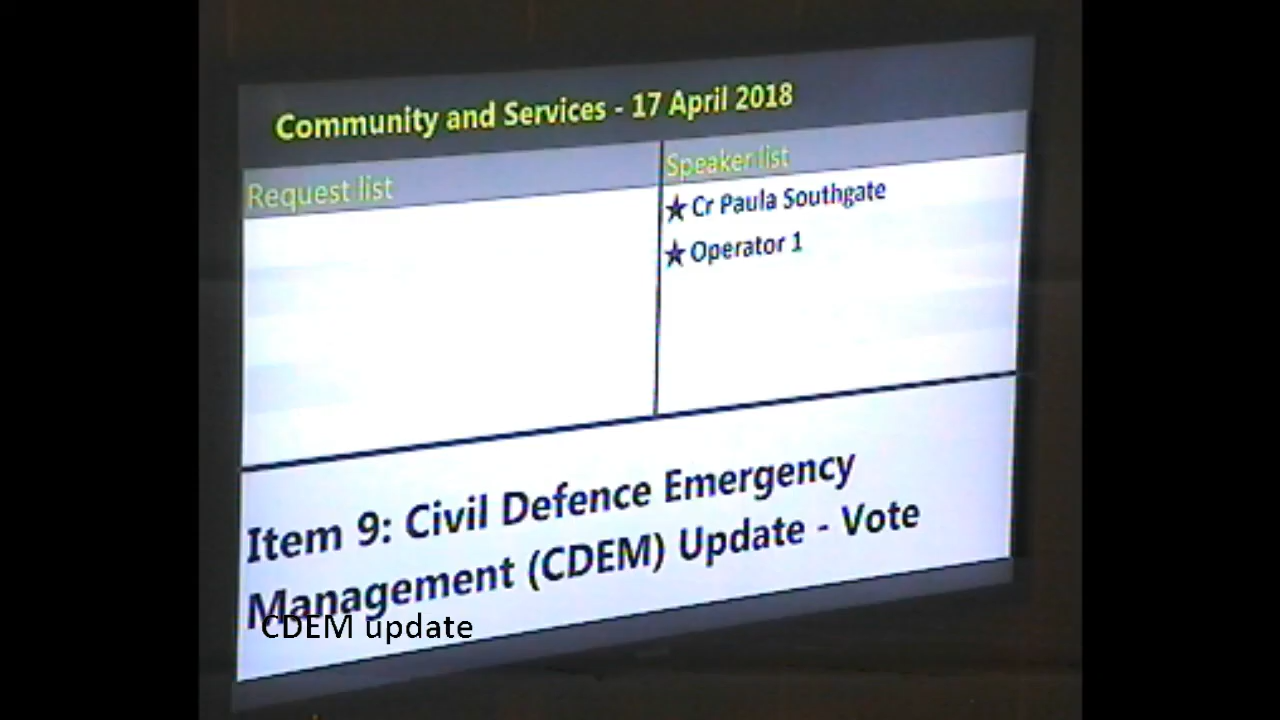 Community and Services - 17 April 2018
Request list
Speaker list
★ Cr Paula Southgate
★ Operator 1
Item 9: Civil Defence Emergency
Management (CDEM) Update - Vote
CDEM update